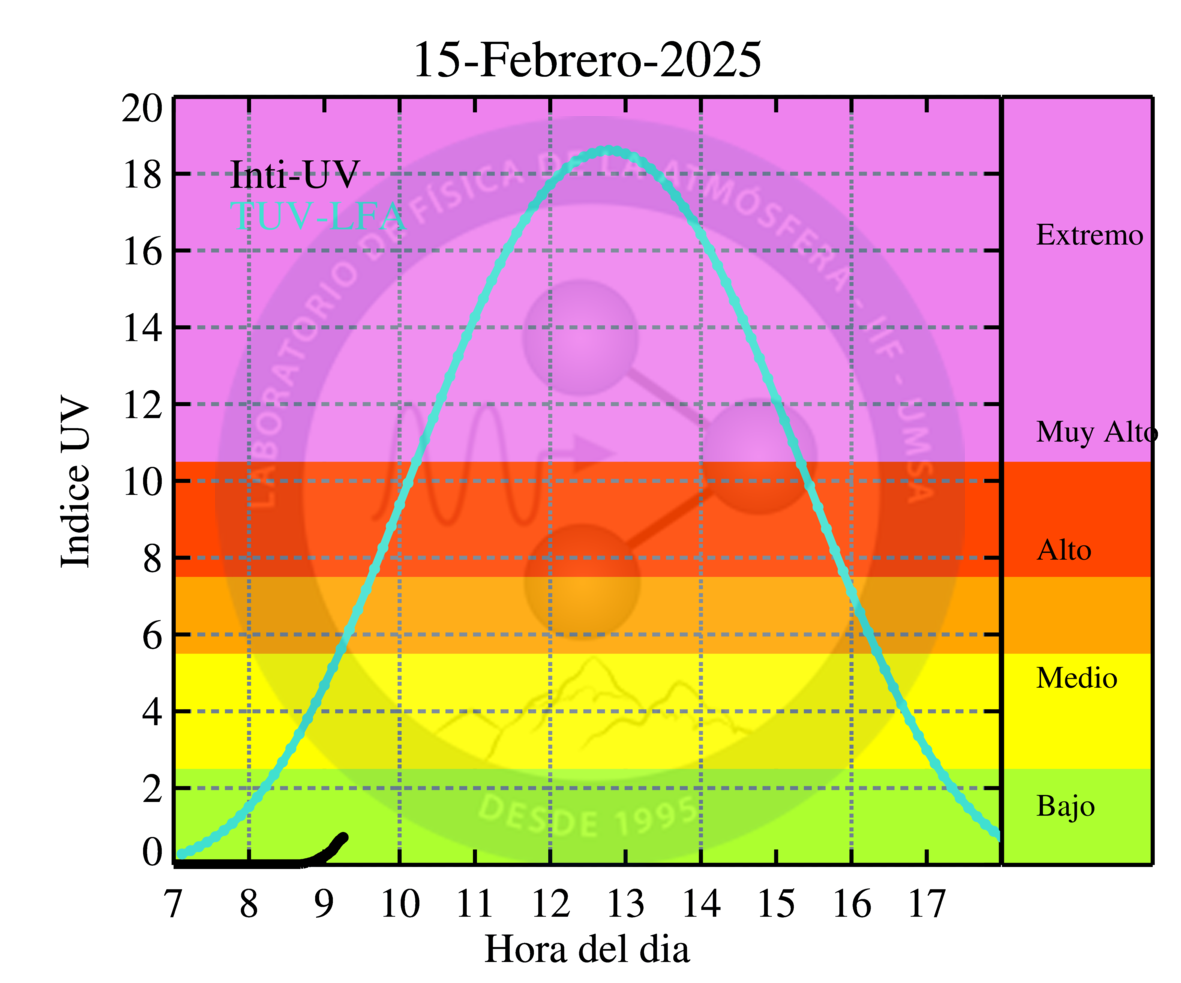 15-Febrero-2025
20
18
16
14
12
10
8
6
4
2
0
Indice UV
Inti-UV
TUV-LFA
LABORATORIO DE FÍSICA DE LA ATMÓSFERA - IIF - UMSA
DESDE 1995
Extremo
Muy Alto
Alto
Medio
Bajo
7 8 9 10 11 12 13 14 15 16 17
Hora del dia